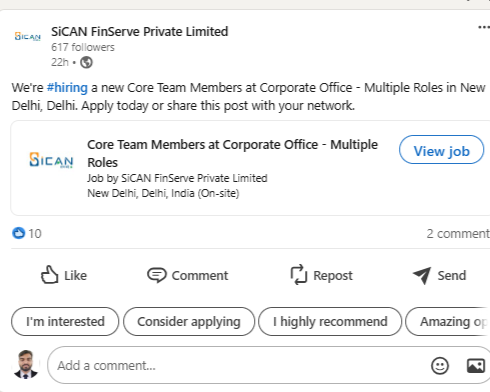 SiCAN FinServe Private Limited
SICAN
617 followers
22h •
We're #hiring a new Core Team Members at Corporate Office - Multiple Roles in New
Delhi, Delhi. Apply today or share this post with your network.
Core Team Members at Corporate Office - Multiple
Roles
View job
SICAN
Job by SiCAN FinServe Private Limited
New Delhi, Delhi, India (On-site)
10
2 comment
Like
Comment
Repost
Send
I'm interested
Consider applying
I highly recommend
Amazing op
Add a comment...